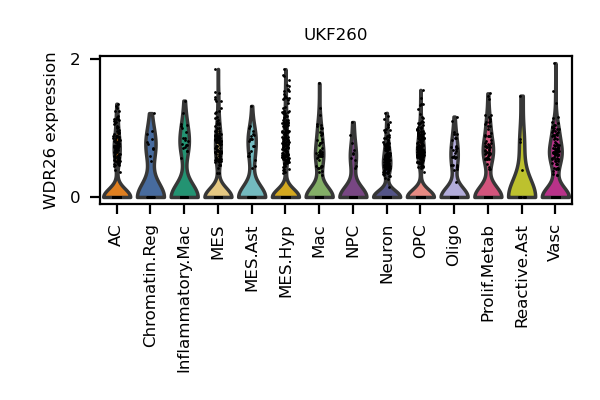 UKF260
WDR26 expression
2
0
AC
Chromatin.Reg
Inflammatory.Mac
MES
MES.Ast
MES.Hyp
Mac
NPC
Neuron
OPC
Oligo
Prolif.Metab
Reactive.Ast
Vasc